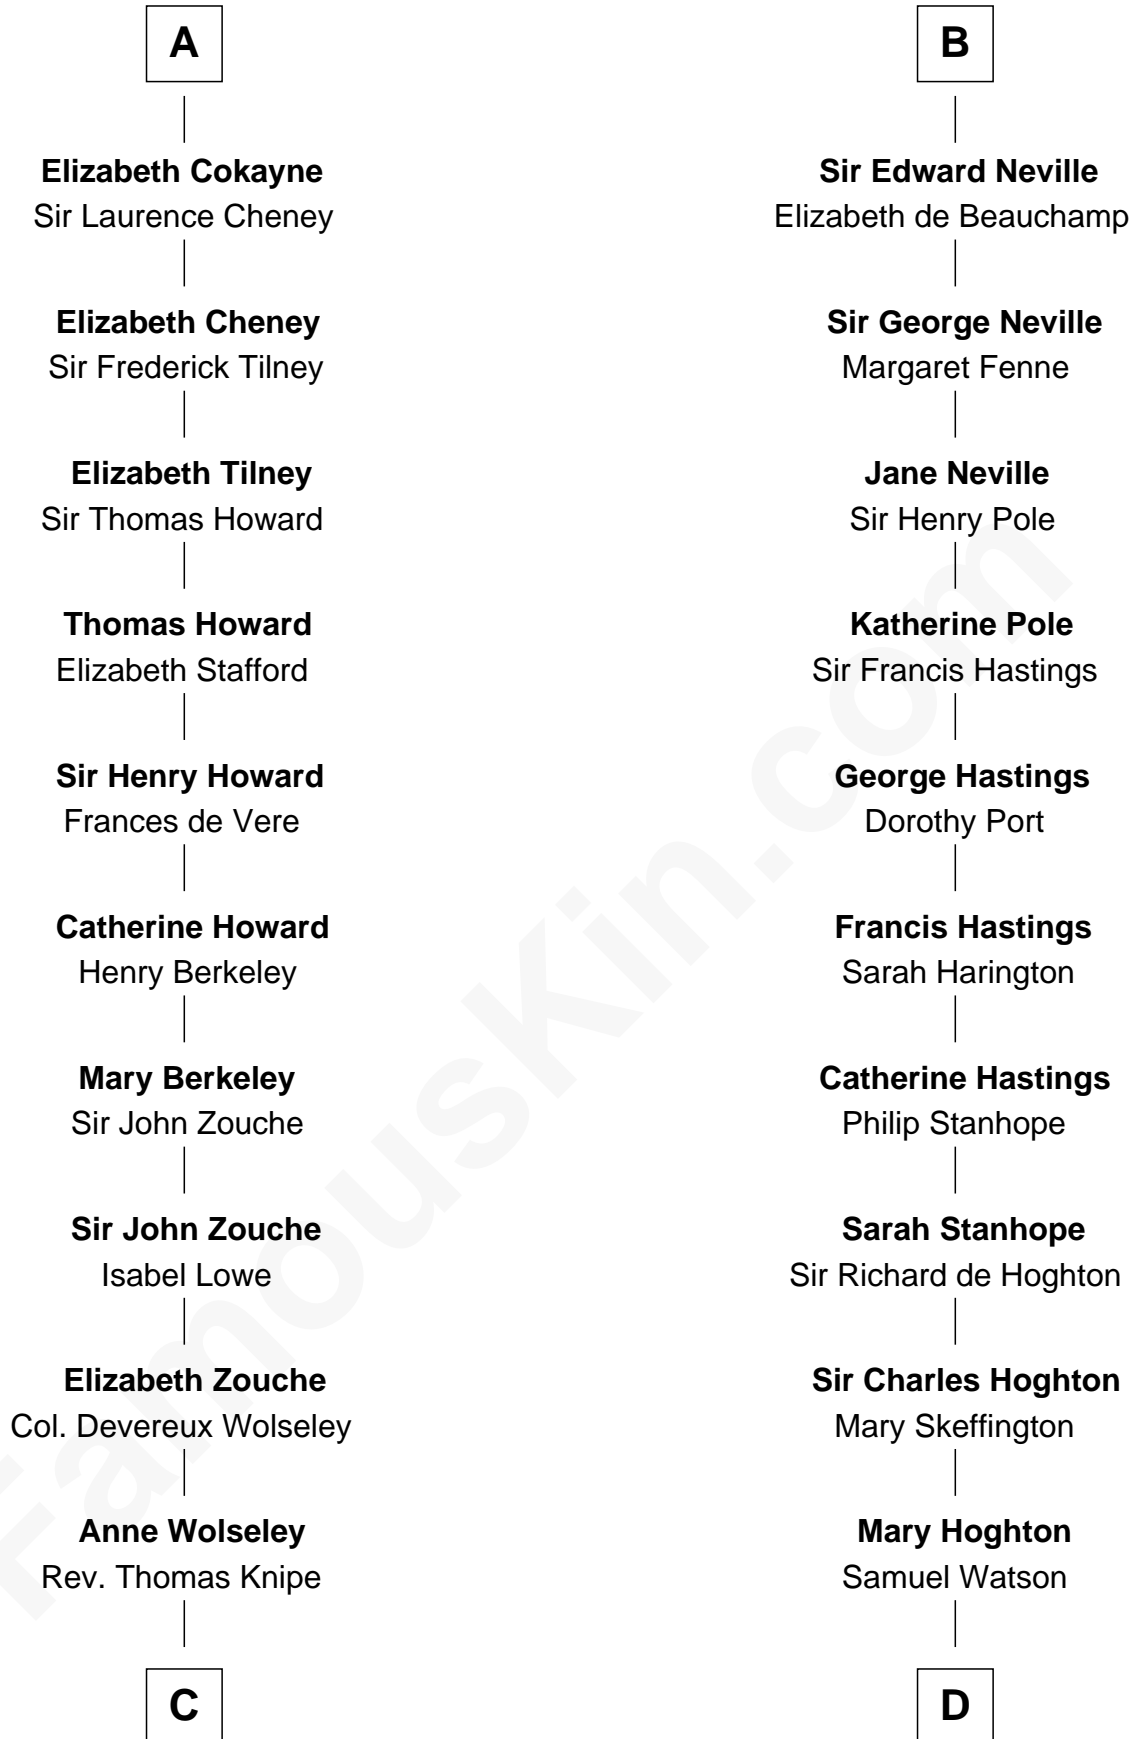 A
Elizabeth Cokayne
Sir Laurence Cheney
Elizabeth Cheney
Sir Frederick Tilney
Elizabeth Tilney
Sir Thomas Howard
Thomas Howard
Elizabeth Stafford
Sir Henry Howard
Frances de Vere
Catherine Howard
Henry Berkeley
Mary Berkeley
Sir John Zouche
Sir John Zouche
Isabel Lowe
Elizabeth Zouche
Col. Devereux Wolseley
Anne Wolseley
Rev. Thomas Knipe
C
B
Sir Edward Neville
Elizabeth de Beauchamp
Sir George Neville
Margaret Fenne
Jane Neville
Sir Henry Pole
Katherine Pole
Sir Francis Hastings
George Hastings
Dorothy Port
Francis Hastings
Sarah Harington
Catherine Hastings
Philip Stanhope
Sarah Stanhope
Sir Richard de Hoghton
Sir Charles Hoghton
Mary Skeffington
Mary Hoghton
Samuel Watson
D
FamousKin.com